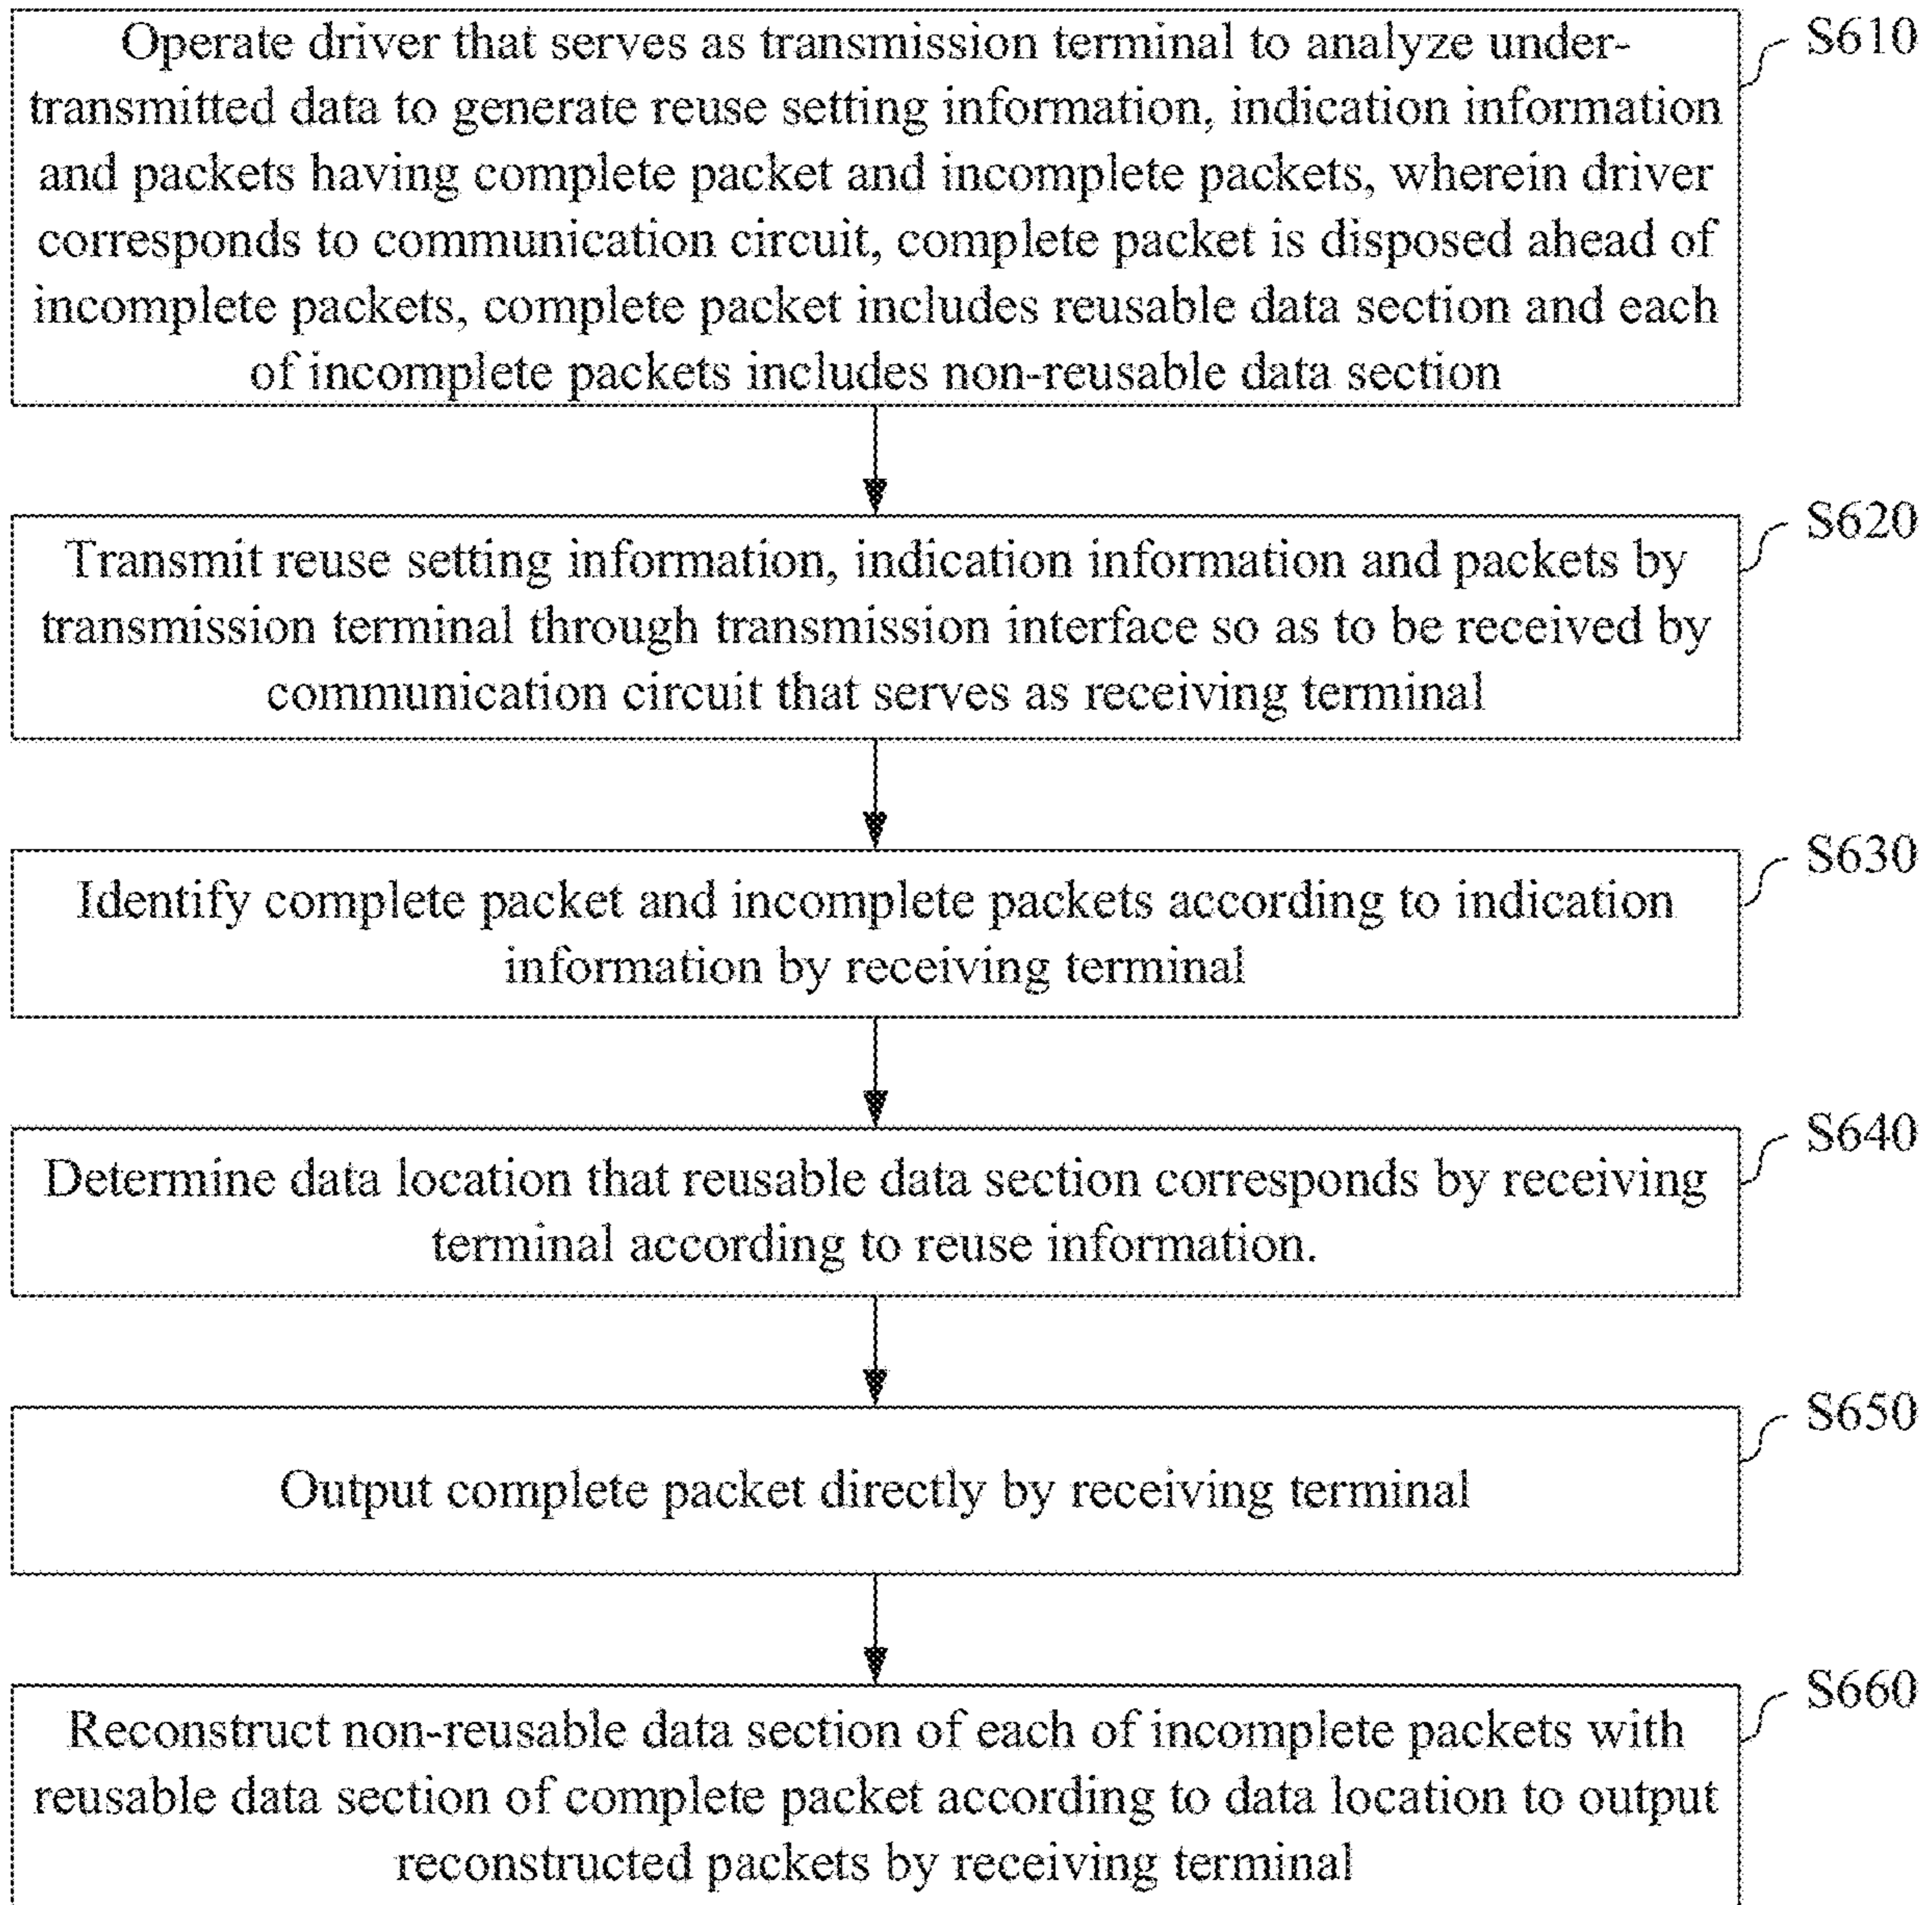 Operate driver that serves as transmission terminal to analyze under-
transmitted data to generate reuse setting information, indication information
and packets having complete packet and incomplete packets, wherein driver
corresponds to communication circuit, complete packet is disposed ahead of
incomplete packets, complete packet includes reusable data section and each
of incomplete packets includes non-reusable data section
S610
Transmit reuse setting information, indication information and packets by
transmission terminal through transmission interface so as to be received by
communication circuit that serves as receiving terminal
S620
Identify complete packet and incomplete packets according to indication
information by receiving terminal
S630
Determine data location that reusable data section corresponds by receiving
terminal according to reuse information.
S640
Output complete packet directly by receiving terminal
S650
Reconstruct non-reusable data section of each of incomplete packets with
reusable data section of complete packet according to data location to output
reconstructed packets by receiving terminal
S660